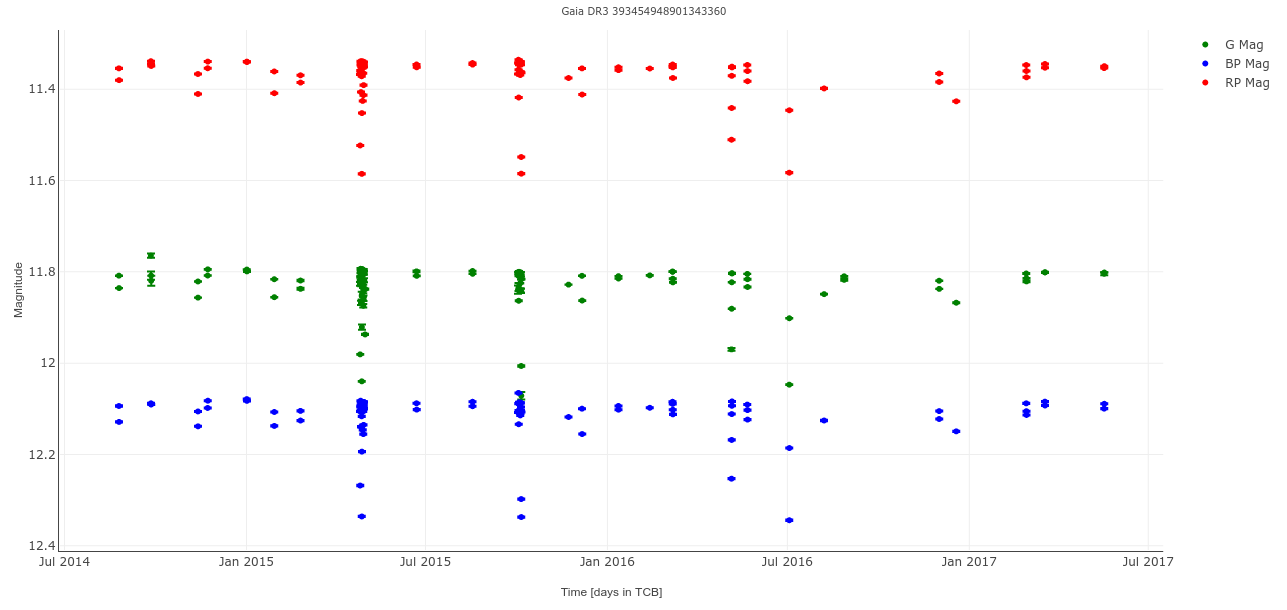 Gaia DR3 393454948901343360
G Mag
BP Mag
RP Mag
Magnitude
11.4
11.6
11.8
12
12.2
12.4
Jul 2014
Jan 2015
Jul 2015
Jan 2016
Jul 2016
Jan 2017
Jul 2017
Time [days in TCB]